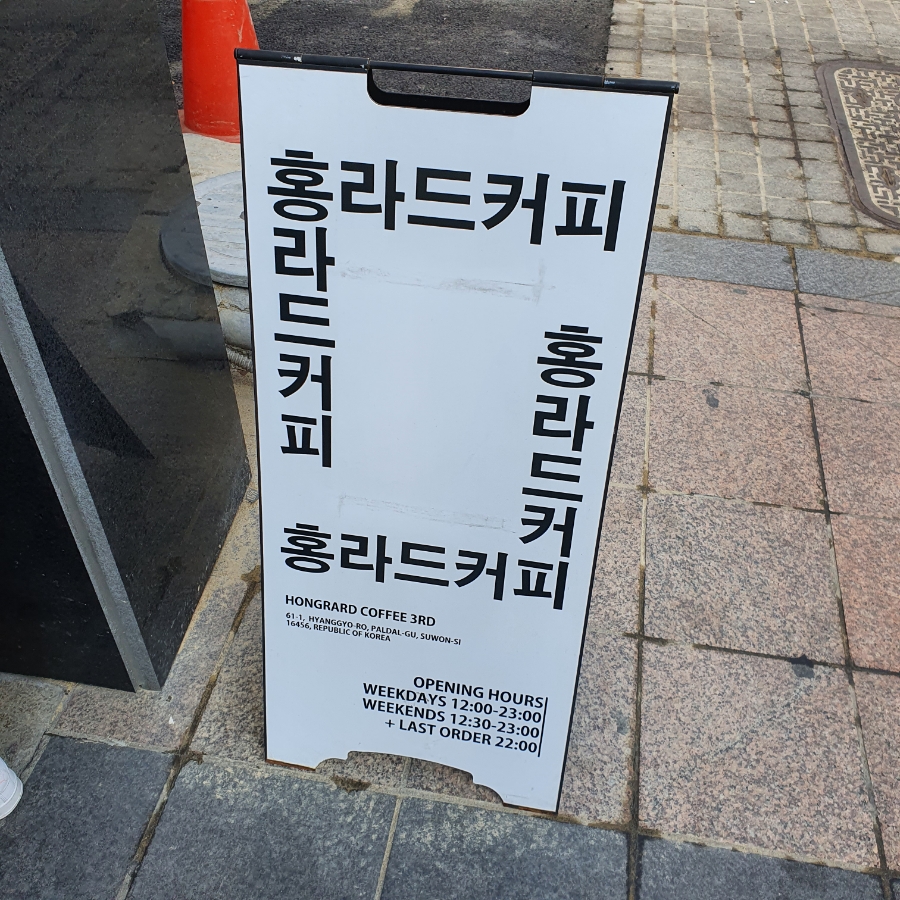 홍라드커피
홍라드커피
홍라드커피
홍라드커피
HONGRARD COFFEE 3RD
61-1, HYANGGYO-RO, PALDAL-GU, SUWON-SI
16456, REPUBLIC OF KOREA
OPENING HOURS
WEEKDAYS 12:00-23:00
WEEKENDS 12:30-23:00
+ LAST ORDER 22:00